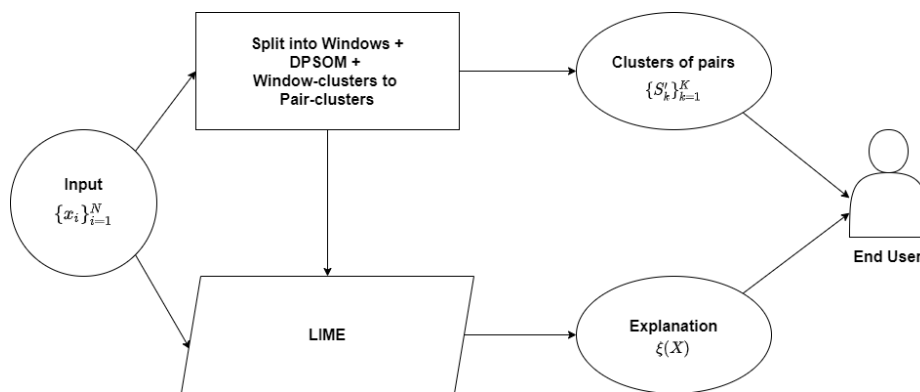 Split into Windows +
DPSOM +
Window-clusters to
Pair-clusters
Clusters of pairs
{S'_k}_{k=1}^K
Input
{x_i}_{i=1}^N
End User
LIME
Explanation
ξ(X)